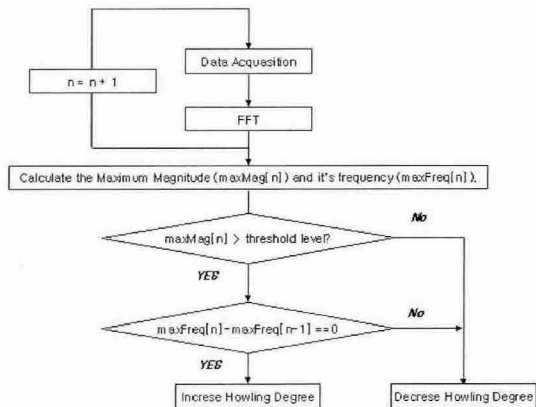 Data Acquasition
n = n + 1
FFT
Calculate the Maximum Magnitude (maxMag[n]) and it's frequency (maxFreq[n]).
No
maxMag[n] > threshold level?
YES
No
maxFreq[n]-maxFreq[n-1] ==0
YES
Increse Howling Degree
Decrese Howling Degree